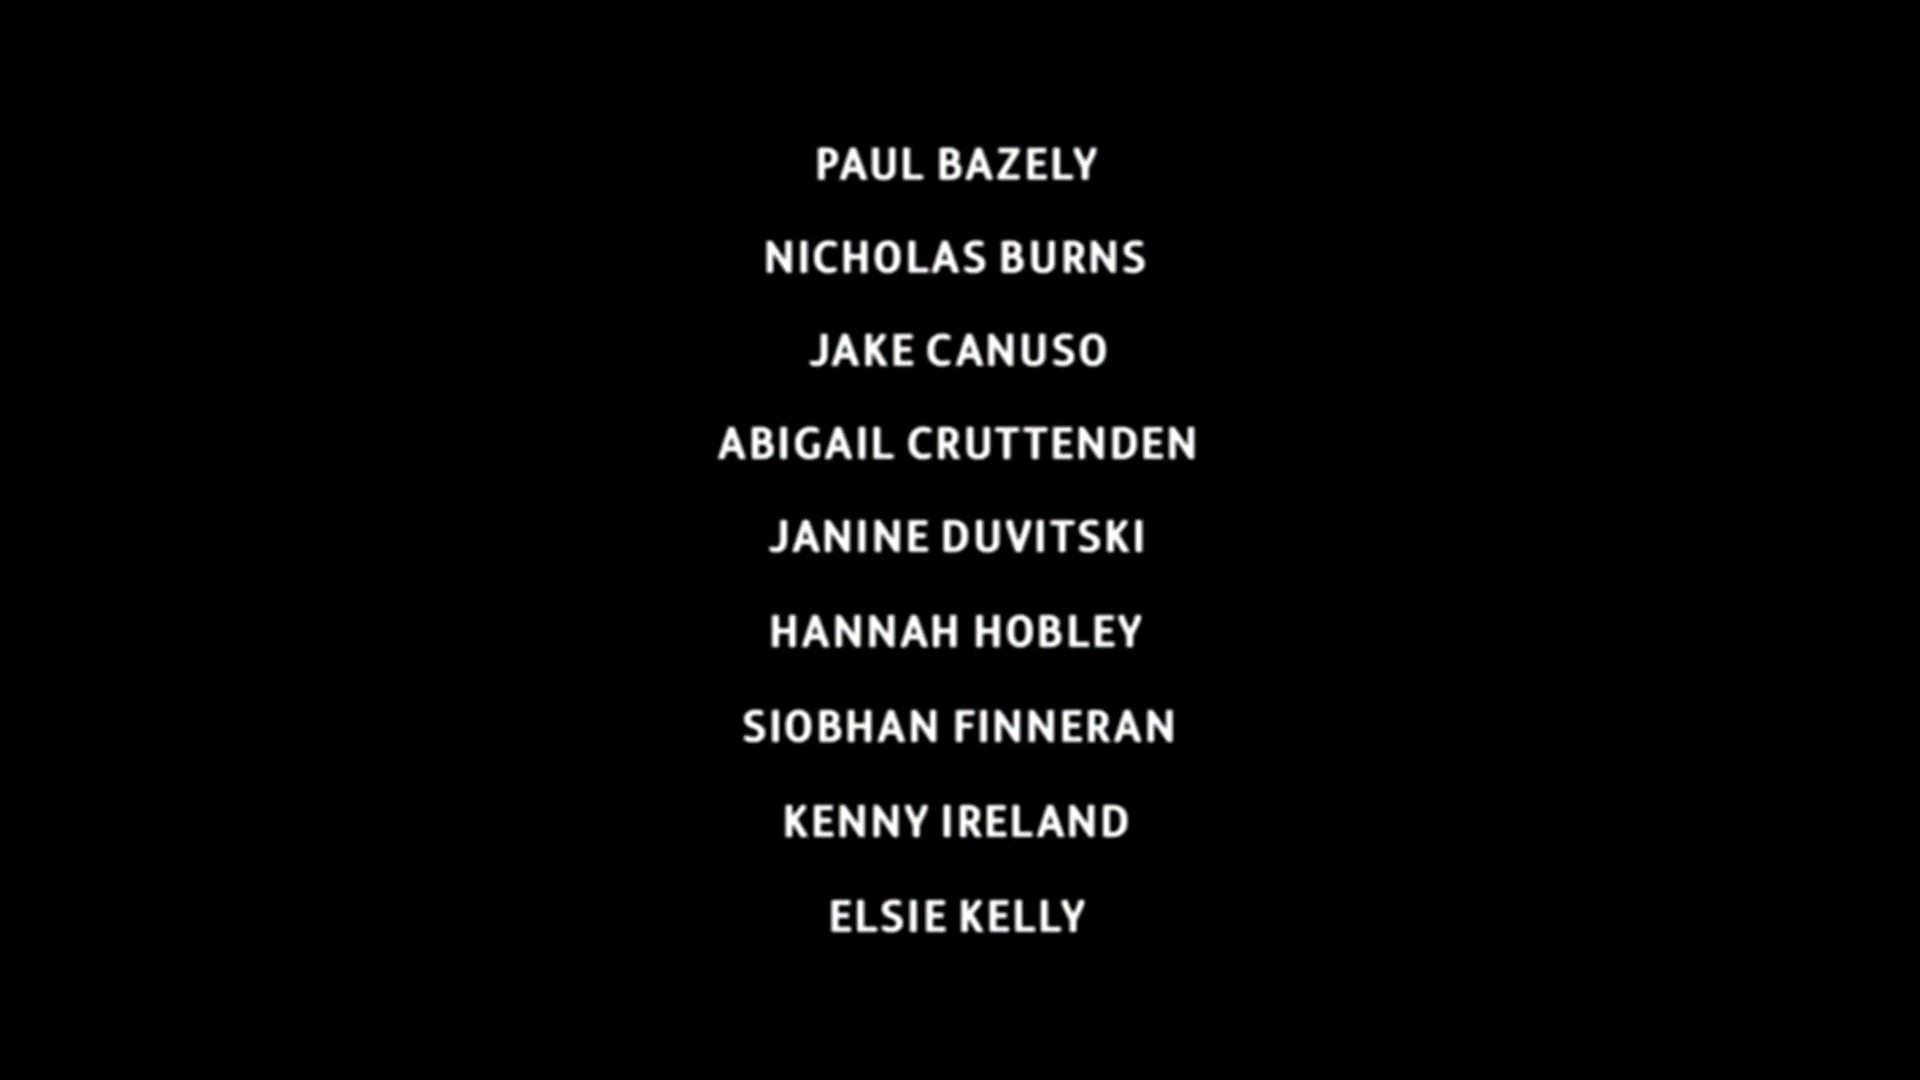 PAUL BAZELY
NICHOLAS BURNS
JAKE CANUSO
ABIGAIL CRUTTENDEN
JANINE DUVITSKI
HANNAH HOBLEY
SIOBHAN FINNERAN
KENNY IRELAND
ELSIE KELLY